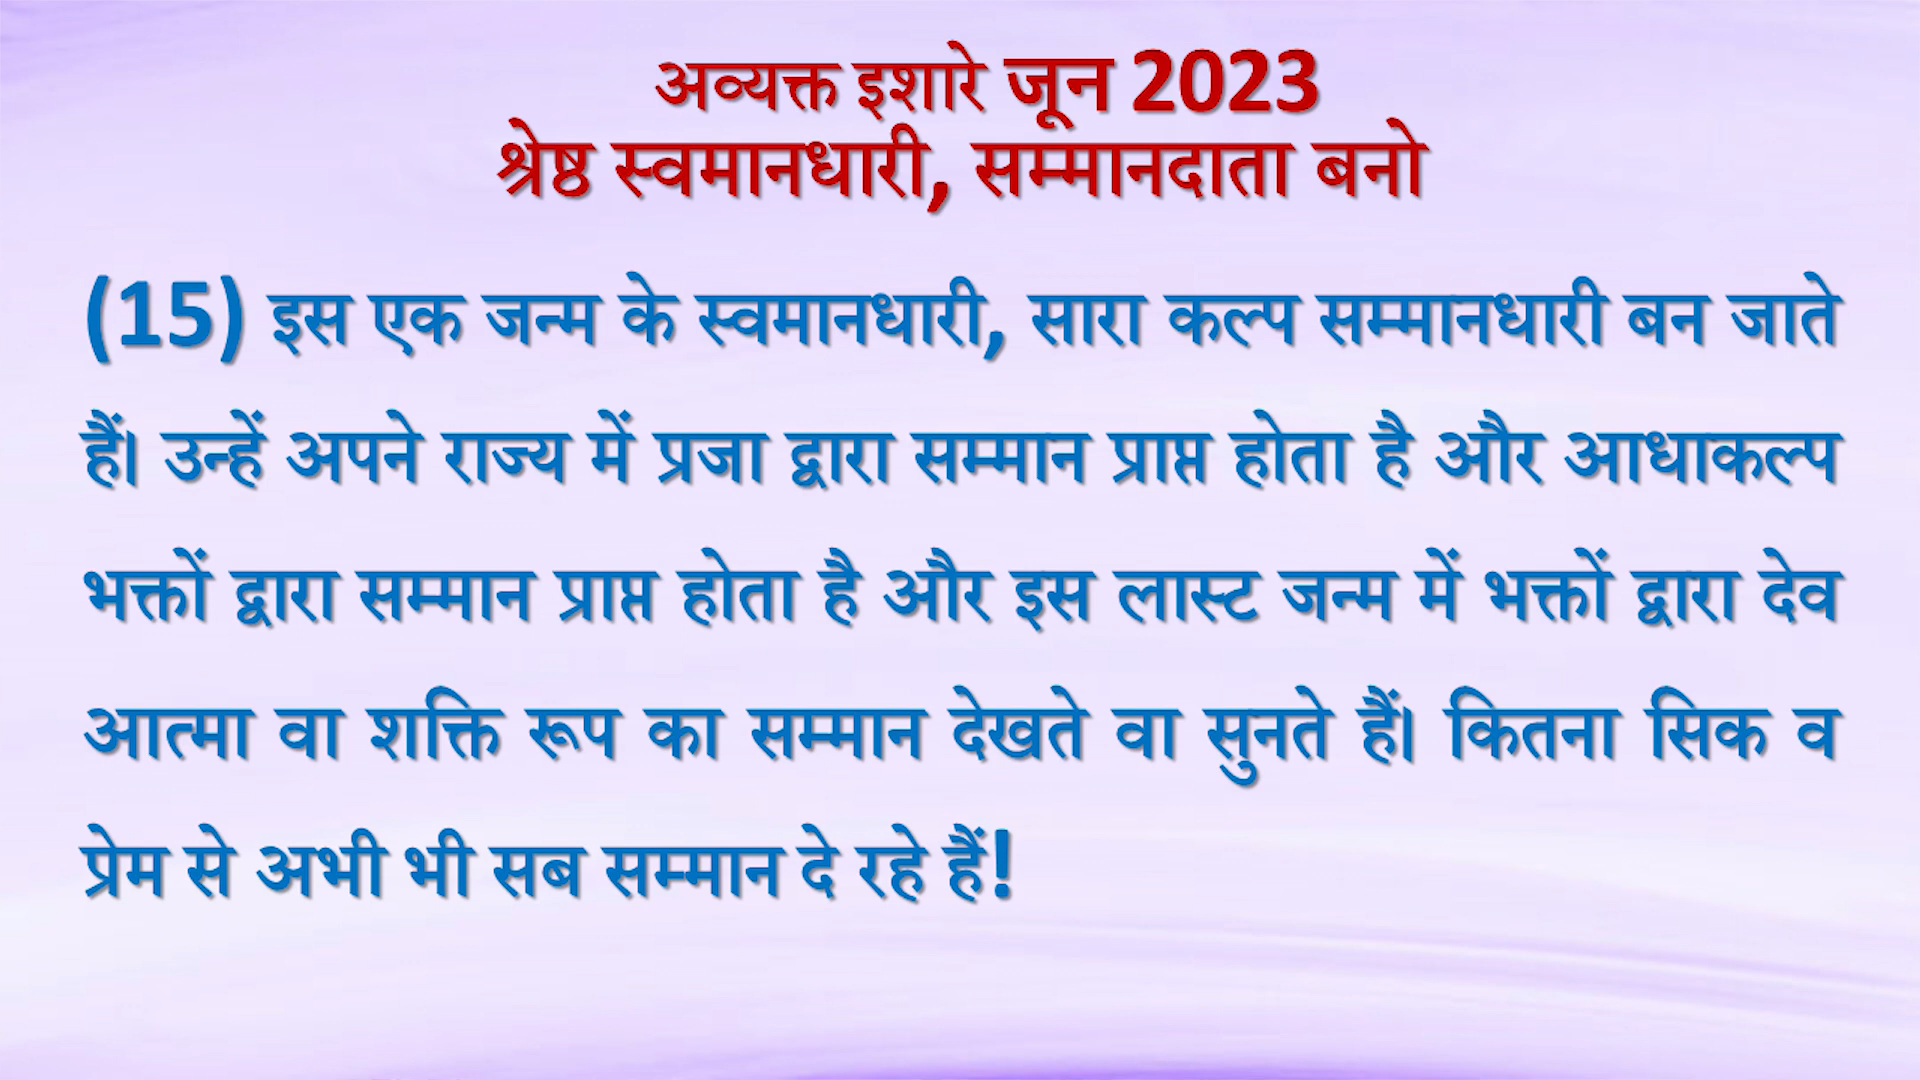 अव्यक्त इशारे जून 2023
श्रेष्ठ स्वमानधारी, सम्मानदाता बनो
(15) इस एक जन्म के स्वमानधारी, सारा कल्प सम्मानधारी बन जाते
हैं। उन्हें अपने राज्य में प्रजा द्वारा सम्मान प्राप्त होता है और आधाकल्प
भक्तों द्वारा सम्मान प्राप्त होता है और इस लास्ट जन्म में भक्तों द्वारा देव
आत्मा वा शक्ति रूप का सम्मान देखते वा सुनते हैं। कितना सिक व
प्रेम से अभी भी सब सम्मान दे रहे हैं!